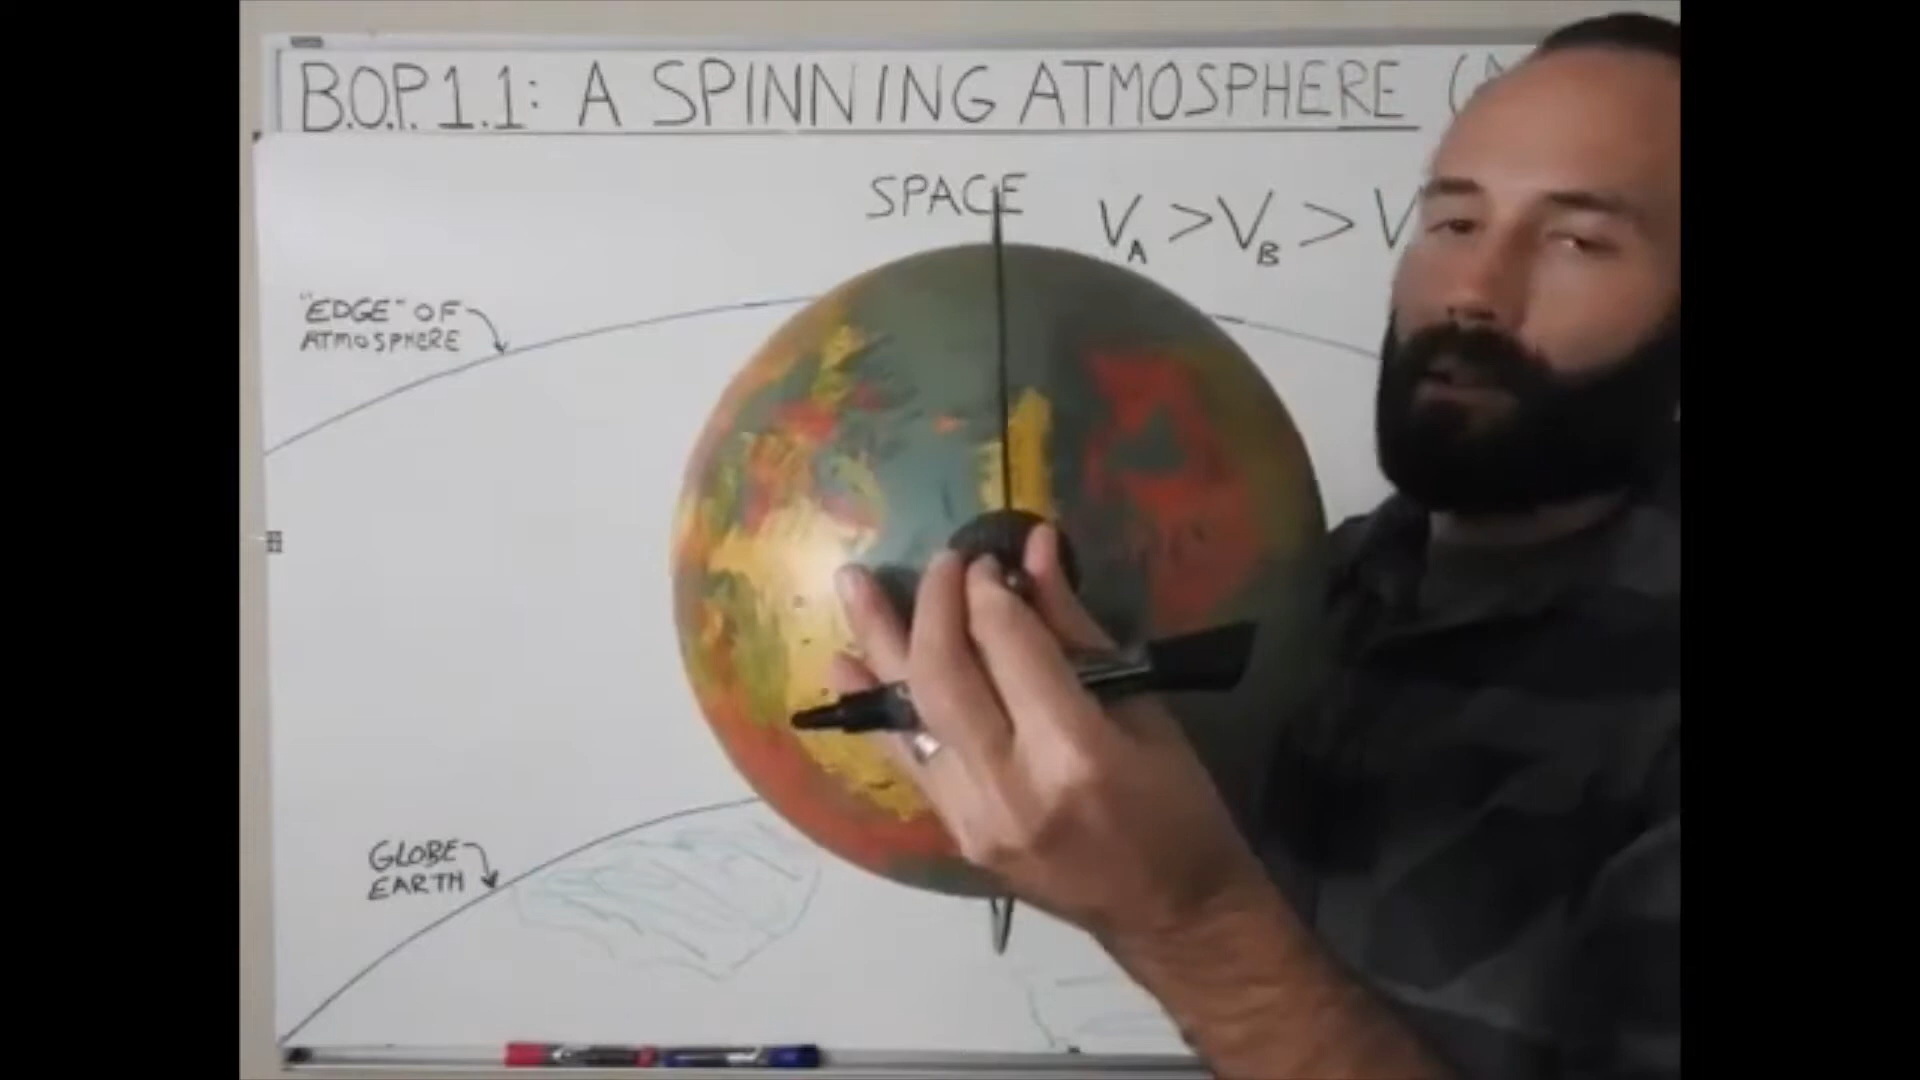 B.O.P. 1.1: A SPINNING ATMOSPHERE (
SPACE
VA > VB > V
"EDGE" OF
ATMOSPHERE
GLOBE
EARTH